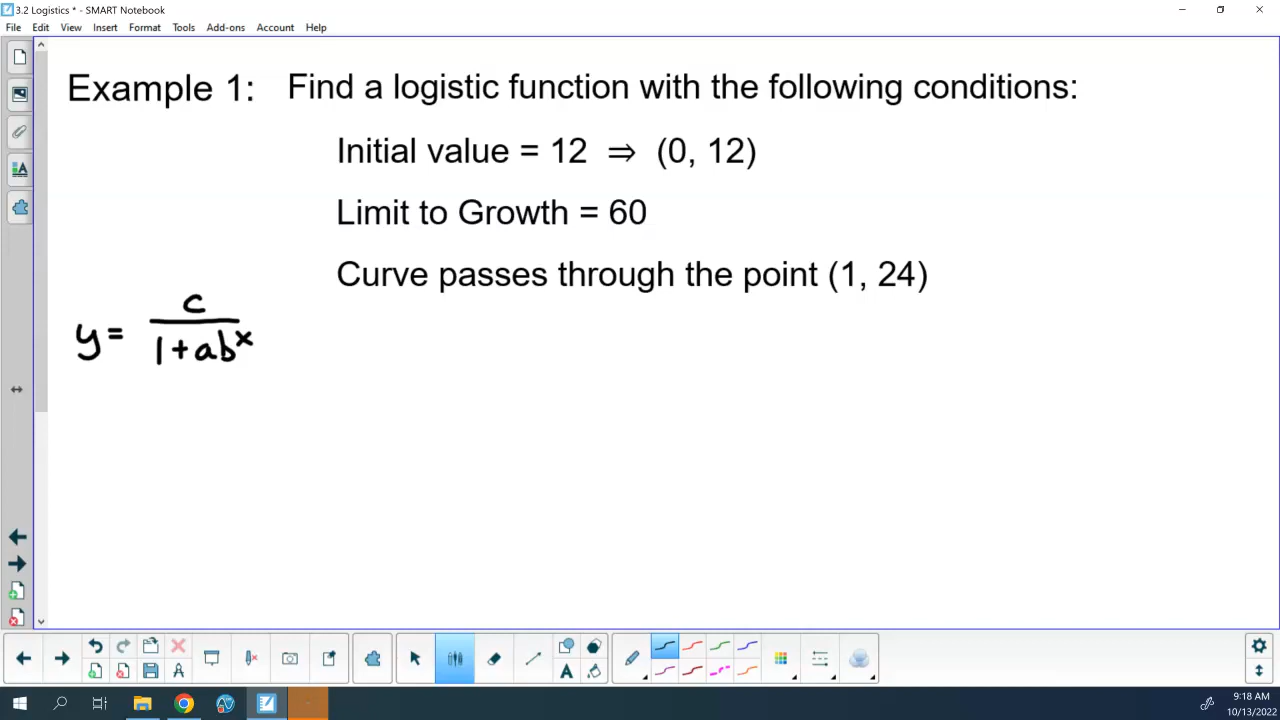 3.2 Logistics * - SMART Notebook
File Edit View Insert Format Tools Add-ons Account Help
Example 1: Find a logistic function with the following conditions:
Initial value = 12 ⇒ (0, 12)
Limit to Growth = 60
Curve passes through the point (1, 24)
y = c / (1 + ab^x)
9:18 AM
10/13/2022